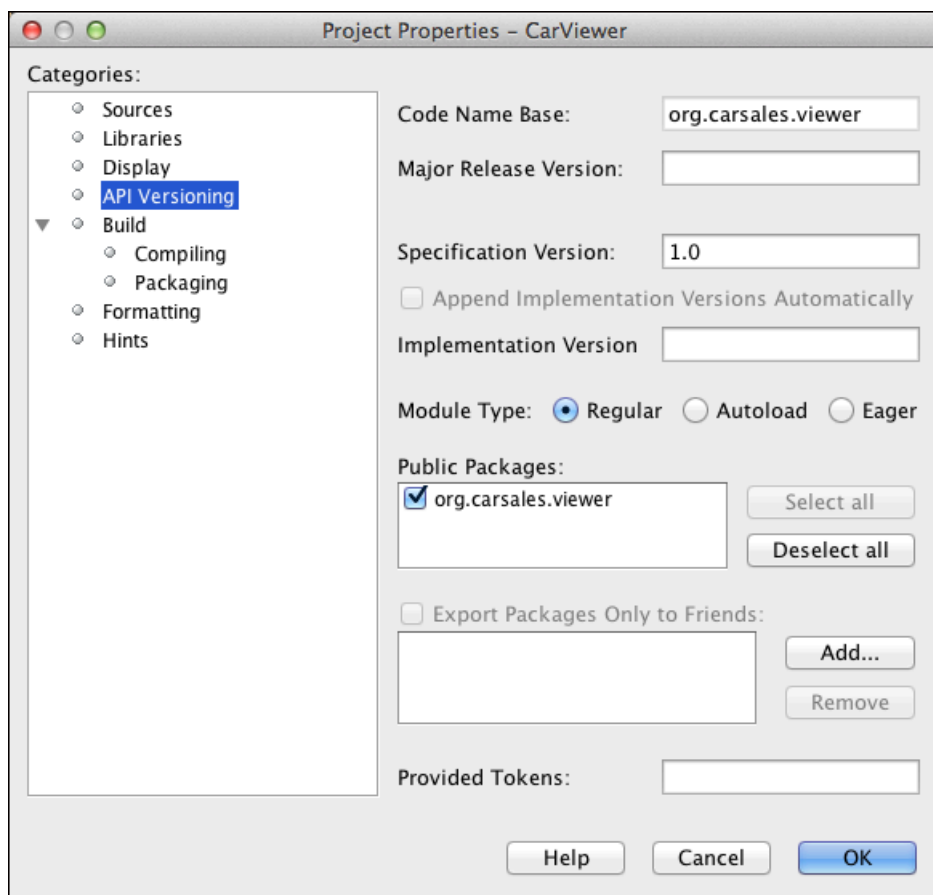 Project Properties – CarViewer
Categories:
Sources
Libraries
Display
API Versioning
Build
Compiling
Packaging
Formatting
Hints
Code Name Base: org.carsales.viewer
Major Release Version:
Specification Version: 1.0
Append Implementation Versions Automatically
Implementation Version
Module Type: Regular Autoload Eager
Public Packages:
org.carsales.viewer
Select all
Deselect all
Export Packages Only to Friends:
Add...
Remove
Provided Tokens:
Help Cancel OK